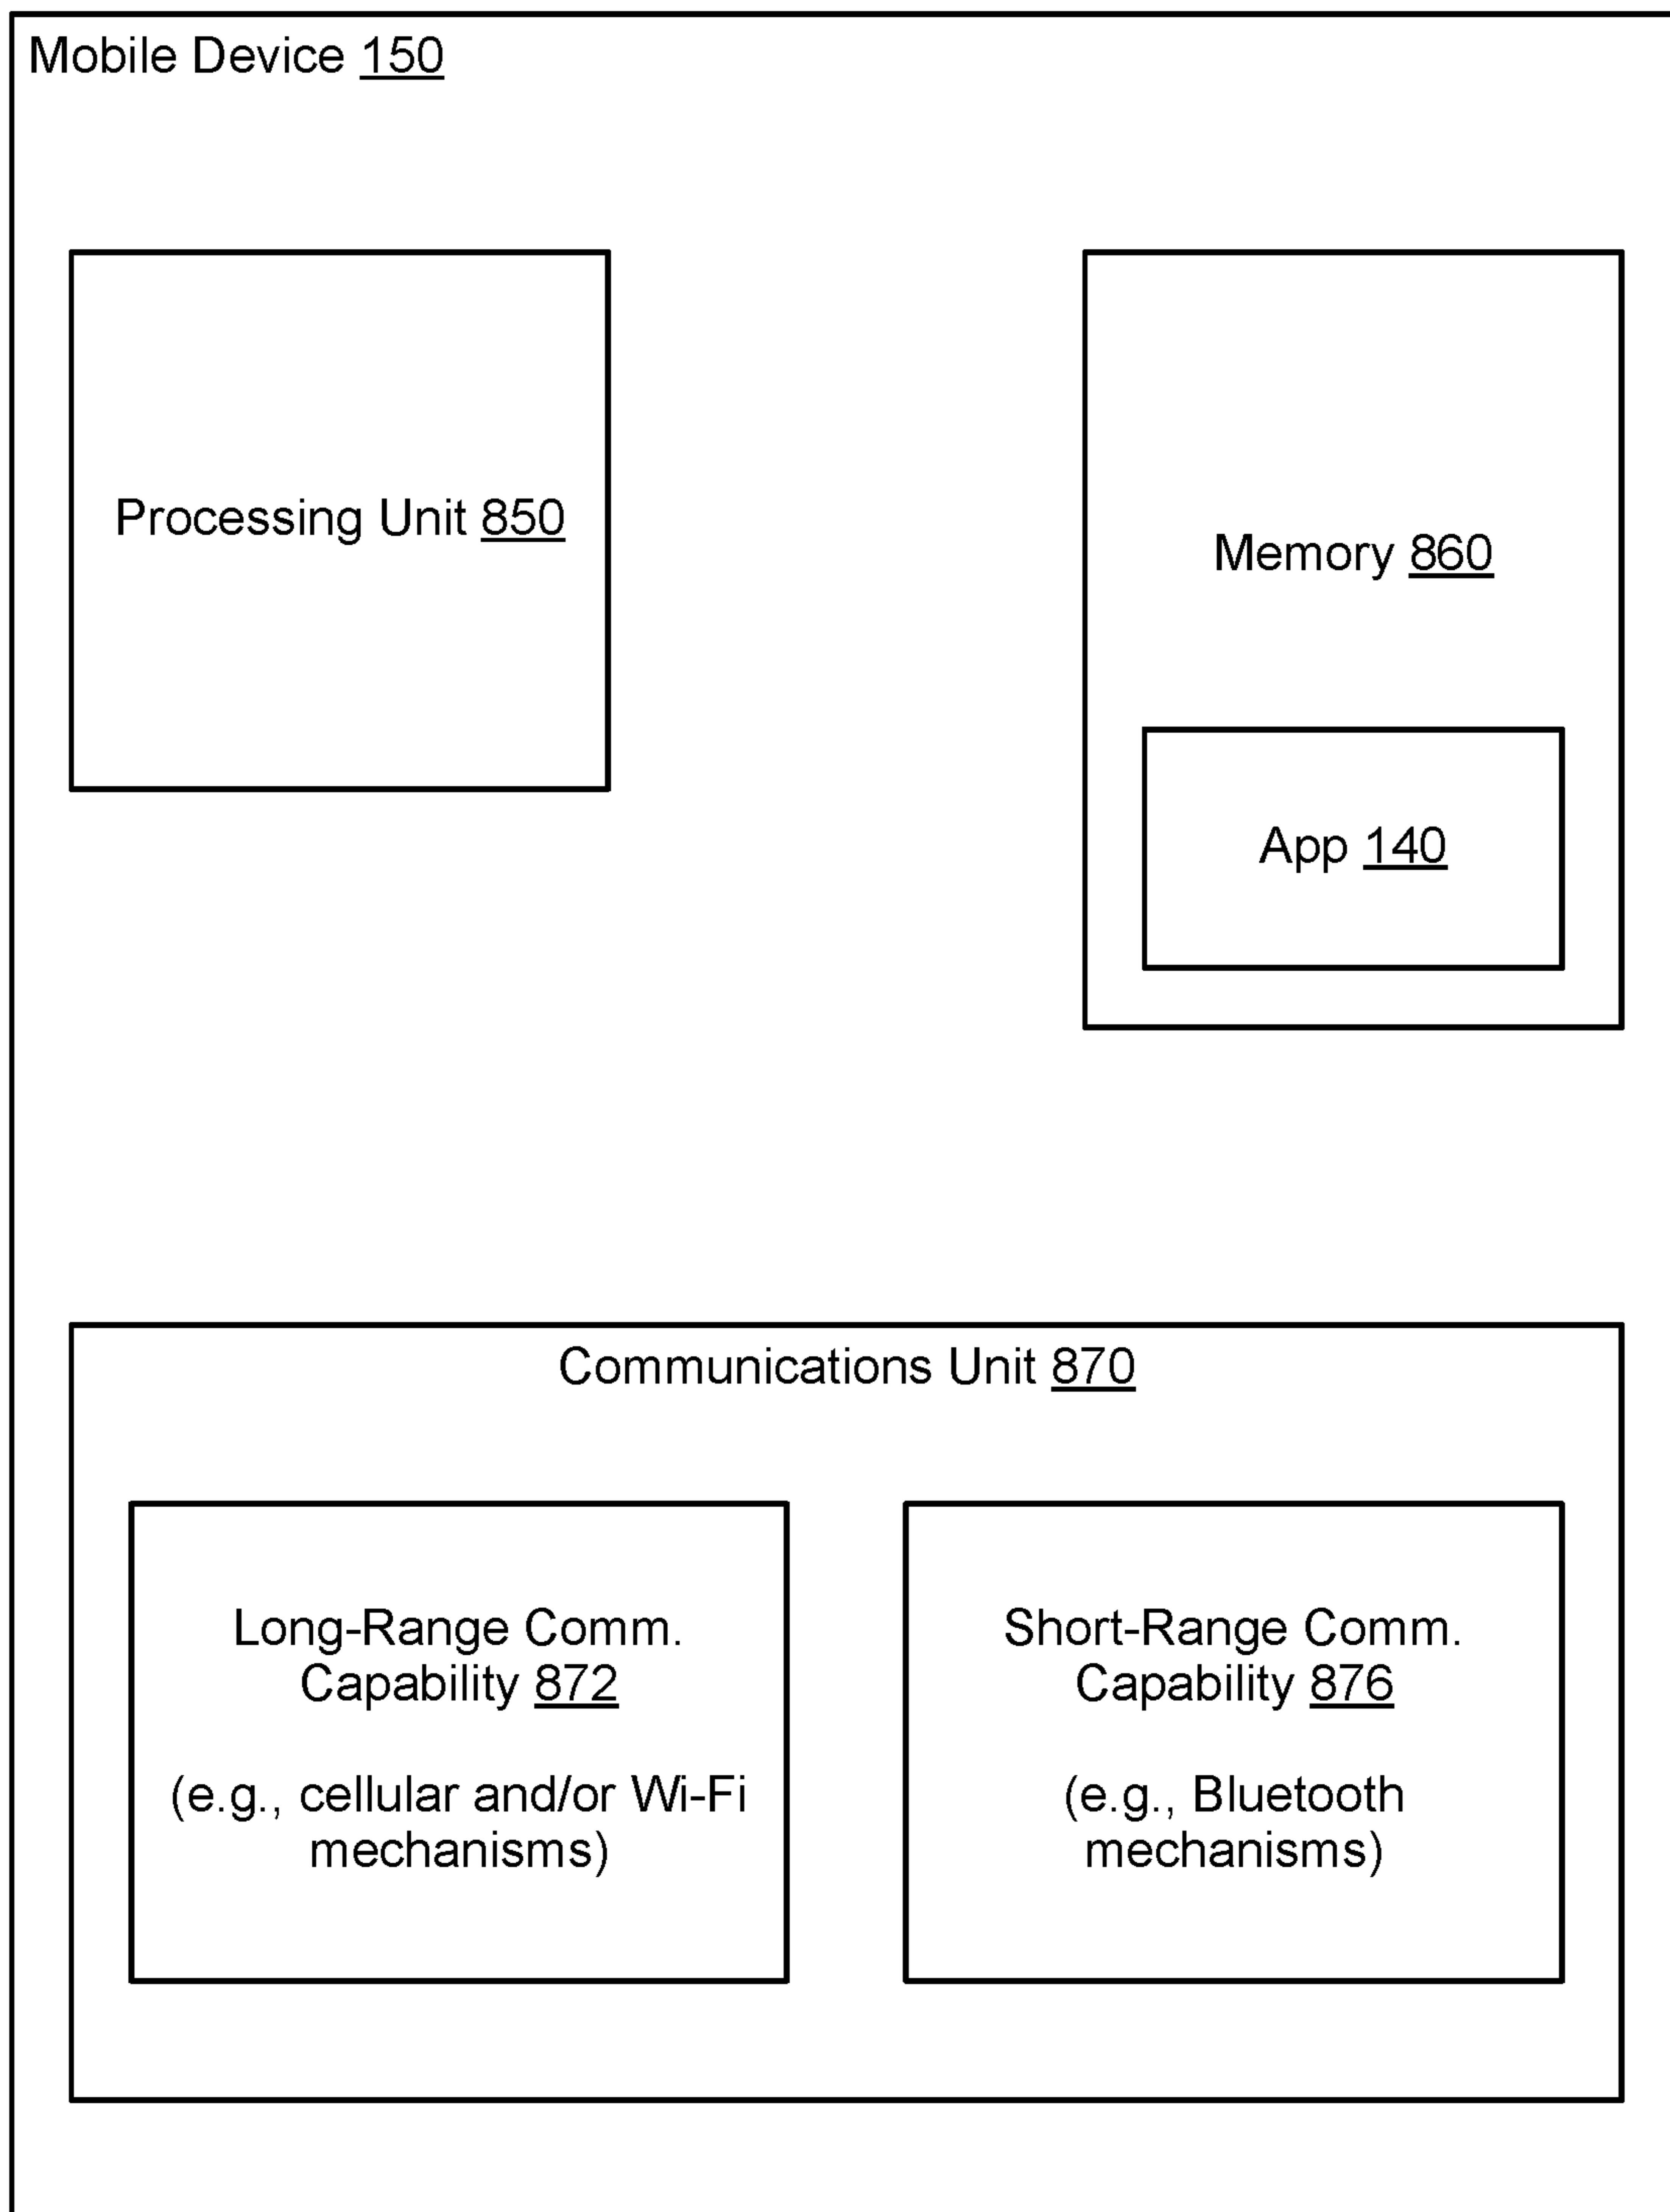 Mobile Device 150
Processing Unit 850
Memory 860
App 140
Communications Unit 870
Long-Range Comm.
Capability 872
(e.g., cellular and/or Wi-Fi
mechanisms)
Short-Range Comm.
Capability 876
(e.g., Bluetooth
mechanisms)